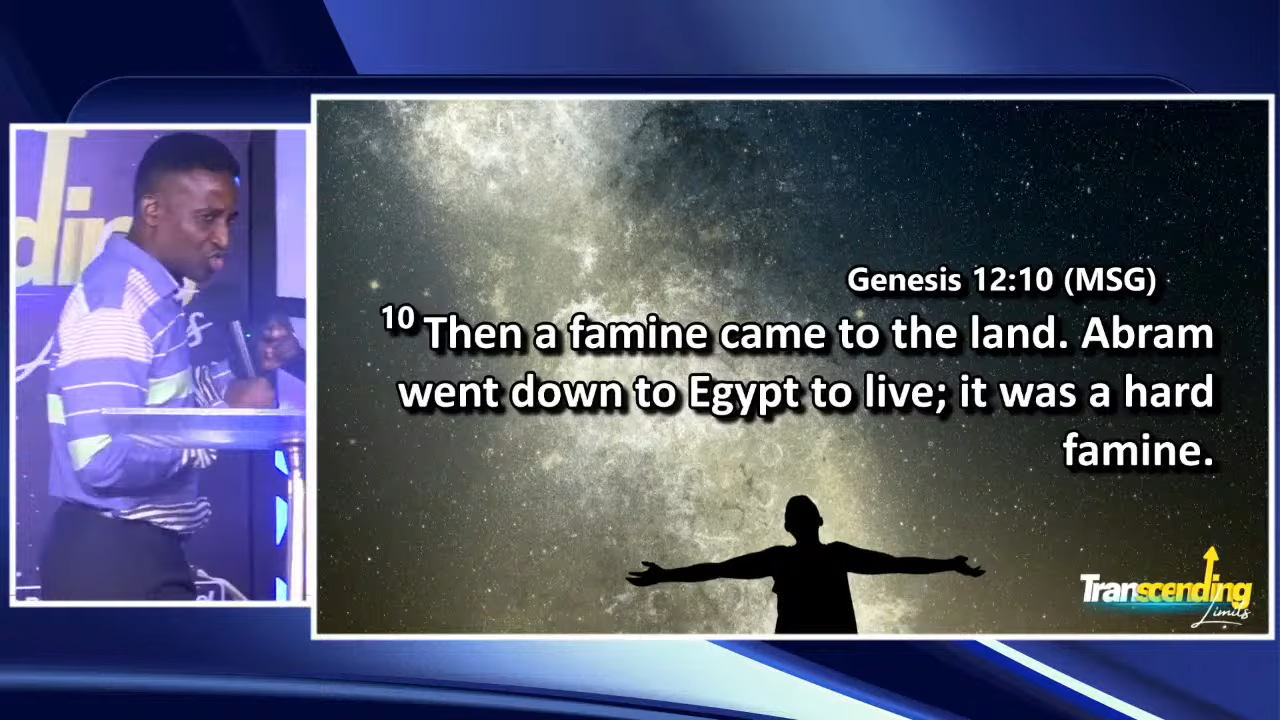 Genesis 12:10 (MSG)
10 Then a famine came to the land. Abram
went down to Egypt to live; it was a hard
famine.
Transcending
Limits